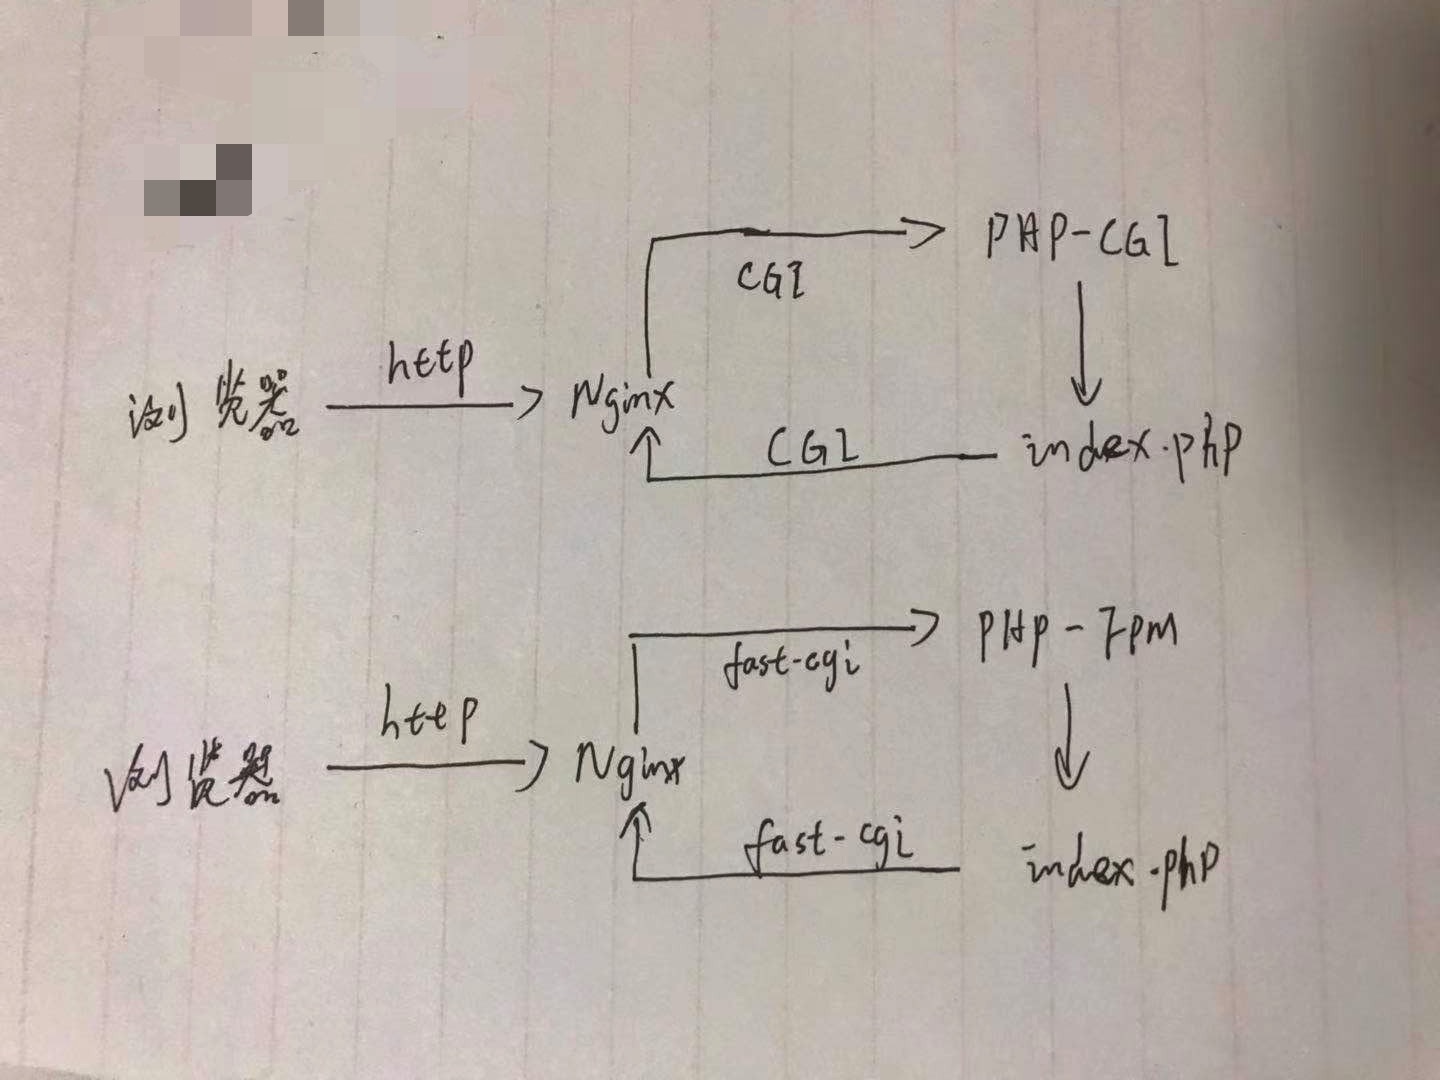 PHP-CGI
CGI
http
浏览器
Nginx
CGI
index.php
PHP-FPM
fast-cgi
http
浏览器
Nginx
fast-cgi
index.php